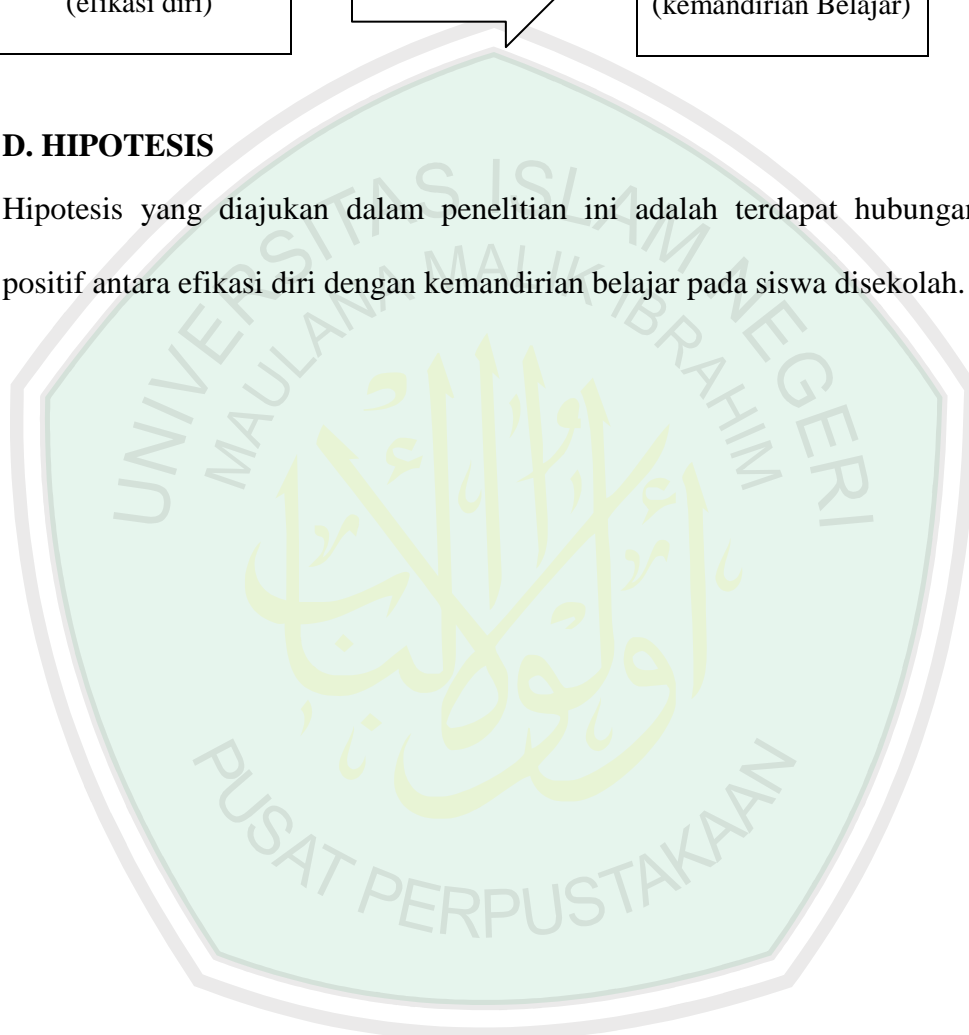 (efikasi diri)
(kemandirian Belajar)
D. HIPOTESIS
Hipotesis yang diajukan dalam penelitian ini adalah terdapat hubungan
positif antara efikasi diri dengan kemandirian belajar pada siswa disekolah.
UNIVERSITAS ISLAM NEGERI
MAULANA MALIK IBRAHIM
PUSAT PERPUSTAKAAN